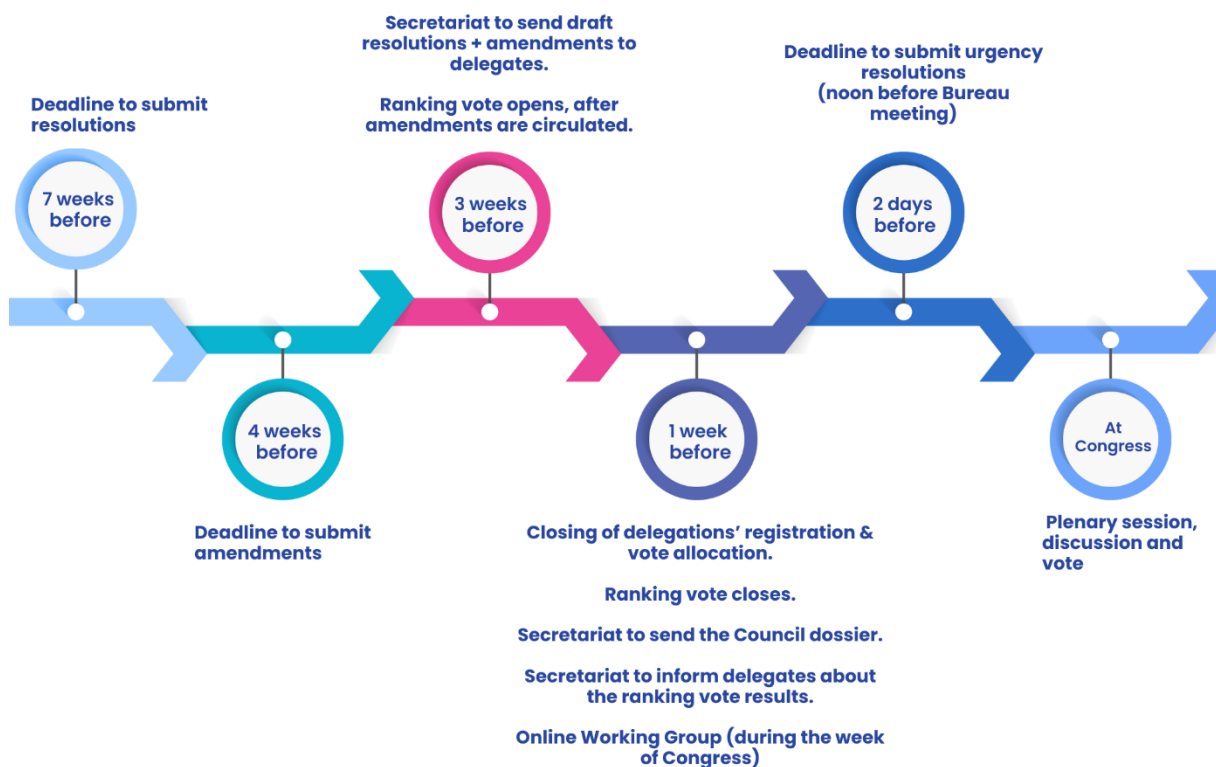 Deadline to submit
resolutions
7 weeks
before
4 weeks
before
Deadline to submit
amendments
Secretariat to send draft
resolutions + amendments to
delegates.
Ranking vote opens, after
amendments are circulated.
3 weeks
before
1 week
before
Closing of delegations’ registration &
vote allocation.
Ranking vote closes.
Secretariat to send the Council dossier.
Secretariat to inform delegates about
the ranking vote results.
Online Working Group (during the week
of Congress)
Deadline to submit urgency
resolutions
(noon before Bureau
meeting)
2 days
before
At
Congress
Plenary session,
discussion and
vote